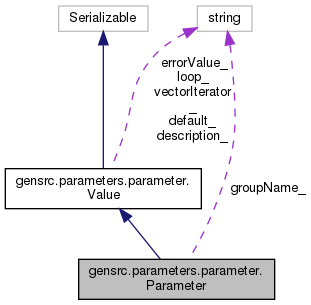 Serializable
string
errorValue_
loop_
vectorIterator
_
default_
description_
gensrc.parameters.parameter.
Value
groupName_
gensrc.parameters.parameter.
Parameter